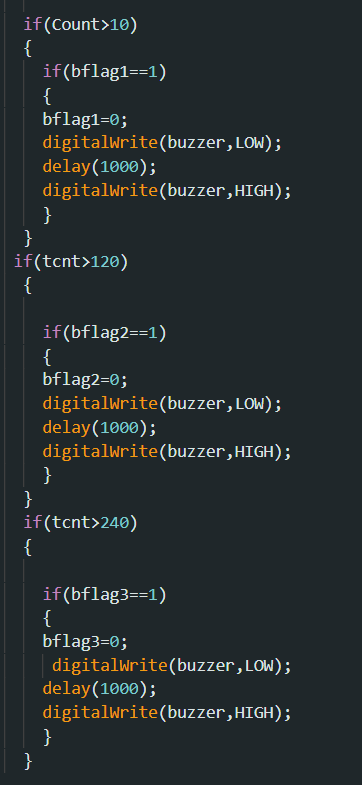 if(Count>10)
{
if(bflag1==1)
{
bflag1=0;
digitalWrite(buzzer,LOW);
delay(1000);
digitalWrite(buzzer,HIGH);
}
}
if(tcnt>120)
{
if(bflag2==1)
{
bflag2=0;
digitalWrite(buzzer,LOW);
delay(1000);
digitalWrite(buzzer,HIGH);
}
}
if(tcnt>240)
{
if(bflag3==1)
{
bflag3=0;
digitalWrite(buzzer,LOW);
delay(1000);
digitalWrite(buzzer,HIGH);
}
}